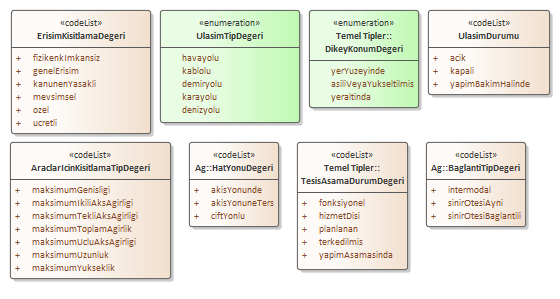 «codeList»
ErisimKisitlamaDegeri
+ fizikenkImkansiz
+ genelErisim
+ kanunenYasakli
+ mevsimsel
+ ozel
+ ucretli
«enumeration»
UlasimTipDegeri
havayolu
kablolu
demiryolu
karayolu
denizyolu
«enumeration»
Temel Tipler::
DikeyKonumDegeri
yerYuzeyinde
asiliVeyaYukseltilmis
yeraltinda
«codeList»
UlasimDurumu
+ acik
+ kapali
+ yapimBakimHalinde
«codeList»
AraclarIcinKisitlamaTipDegeri
+ maksimumGenisligi
+ maksimumIkiliAksAgirligi
+ maksimumTekliAksAgirligi
+ maksimumToplamAgirlik
+ maksimumUcluAksAgirligi
+ maksimumUzunluk
+ maksimumYukseklik
«codeList»
Ag::HatYonuDegeri
+ akisYonunde
+ akisYonuneTers
+ ciftYonlu
«codeList»
Temel Tipler::
TesisAsamaDurumDegeri
+ fonksiyonel
+ hizmetDisi
+ planlanan
+ terkedilmis
+ yapimAsamasinda
«codeList»
Ag::BaglantiTipDegeri
+ intermodal
+ sinirOtesiAyni
+ sinirOtesiBaglantili